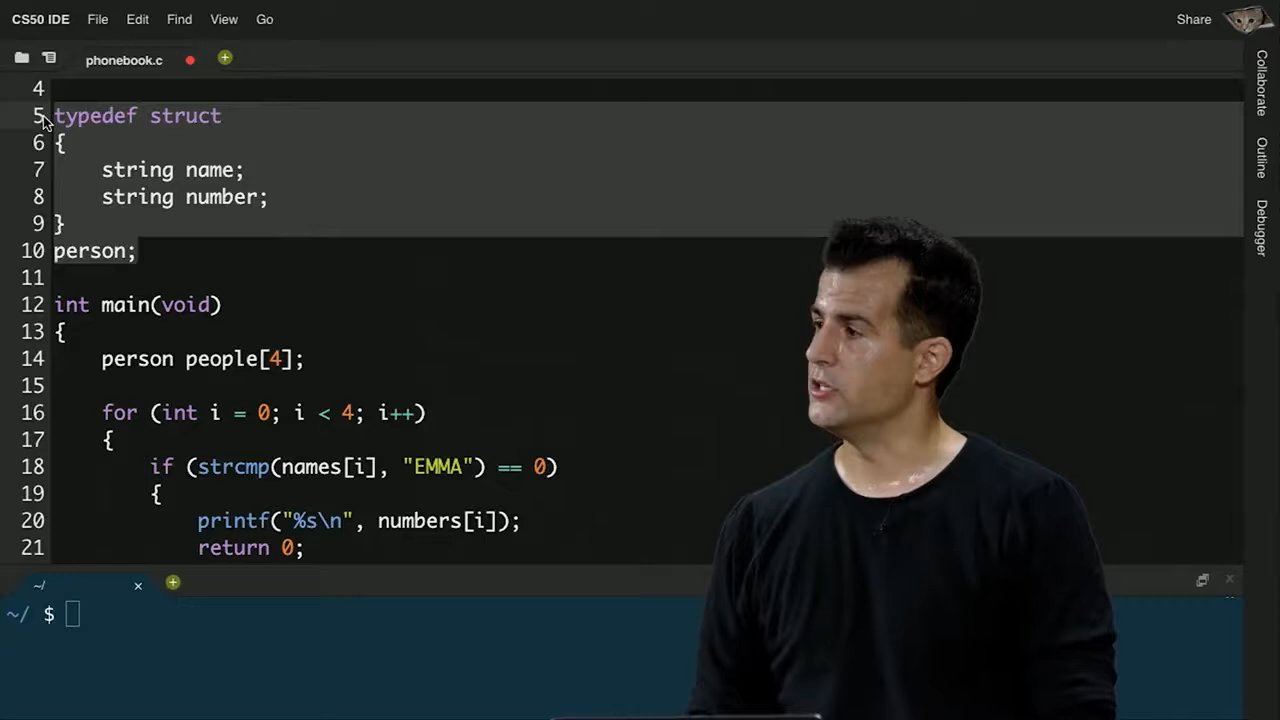 CS50 IDE File Edit Find View Go Share
phonebook.c
4
5 typedef struct
6 {
7     string name;
8     string number;
9 }
10 person;
11
12 int main(void)
13 {
14     person people[4];
15
16     for (int i = 0; i < 4; i++)
17     {
18         if (strcmp(names[i], "EMMA") == 0)
19         {
20             printf("%s\n", numbers[i]);
21             return 0;
Collaborate
Outline
Debugger
~/
~/ $